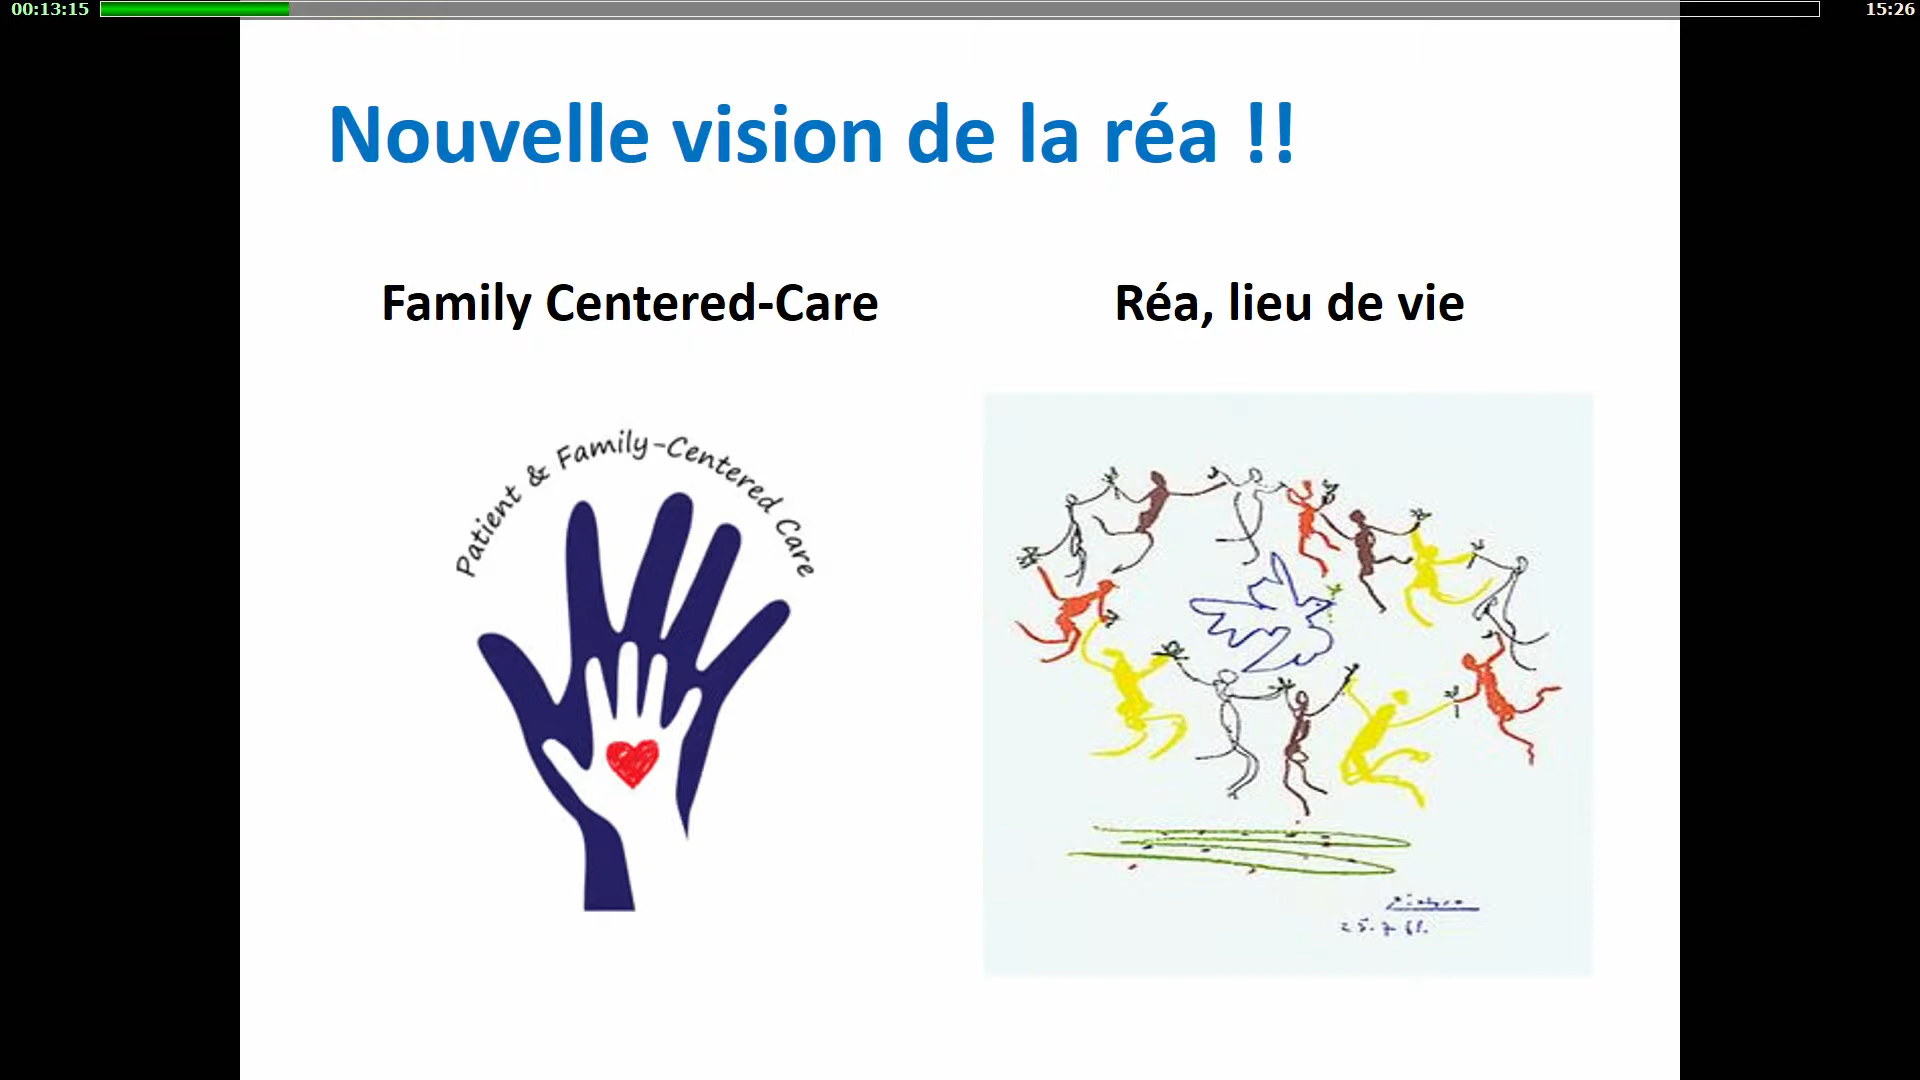 00:13:15
15:26
Nouvelle vision de la réa !!
Family Centered-Care
Réa, lieu de vie
Patient & Family-Centered Care
Picasso